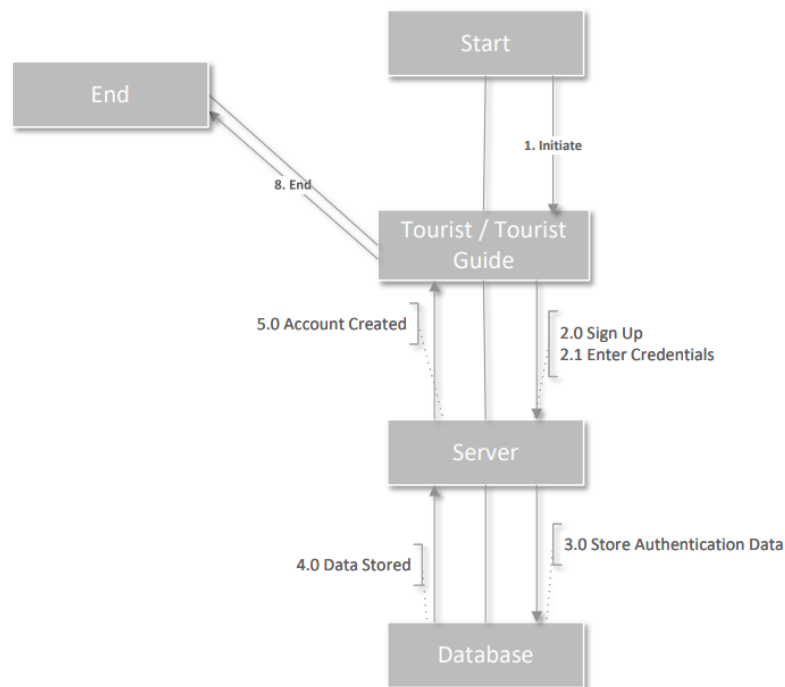 Start
End
1. Initiate
8. End
Tourist / Tourist
Guide
5.0 Account Created
2.0 Sign Up
2.1 Enter Credentials
Server
4.0 Data Stored
3.0 Store Authentication Data
Database